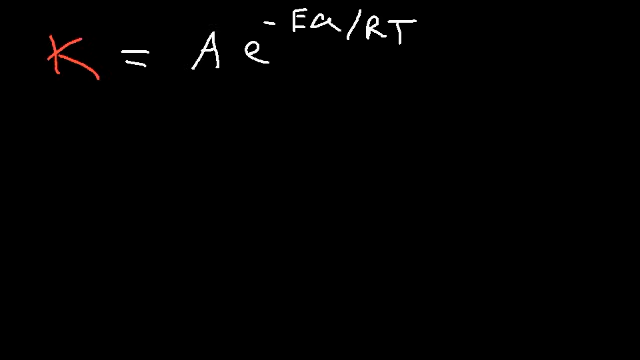 K = A e^{-Ea/RT}